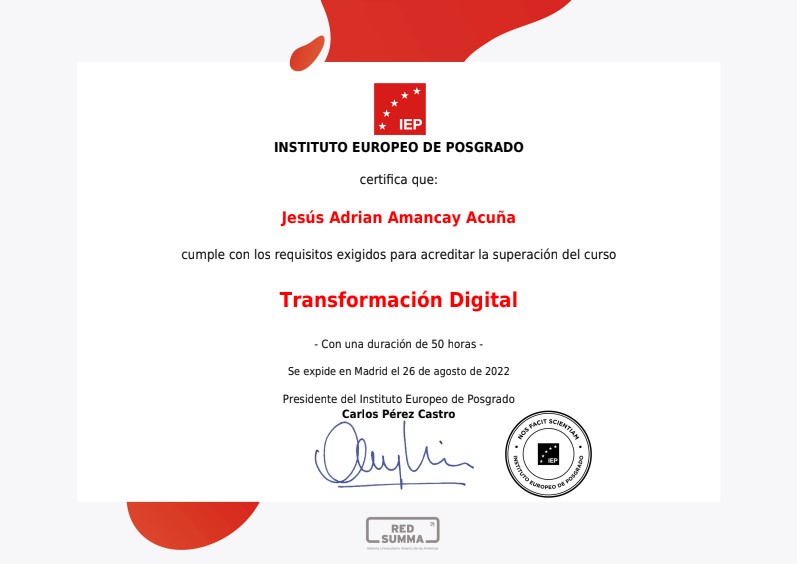 IEP
INSTITUTO EUROPEO DE POSGRADO
certifica que:
Jesús Adrian Amancay Acuña
cumple con los requisitos exigidos para acreditar la superación del curso
Transformación Digital
- Con una duración de 50 horas -
Se expide en Madrid el 26 de agosto de 2022
Presidente del Instituto Europeo de Posgrado
Carlos Pérez Castro
NOS FACIT SCIENTIAM
IEP
INSTITUTO EUROPEO DE POSGRADO
RED
SUMMA